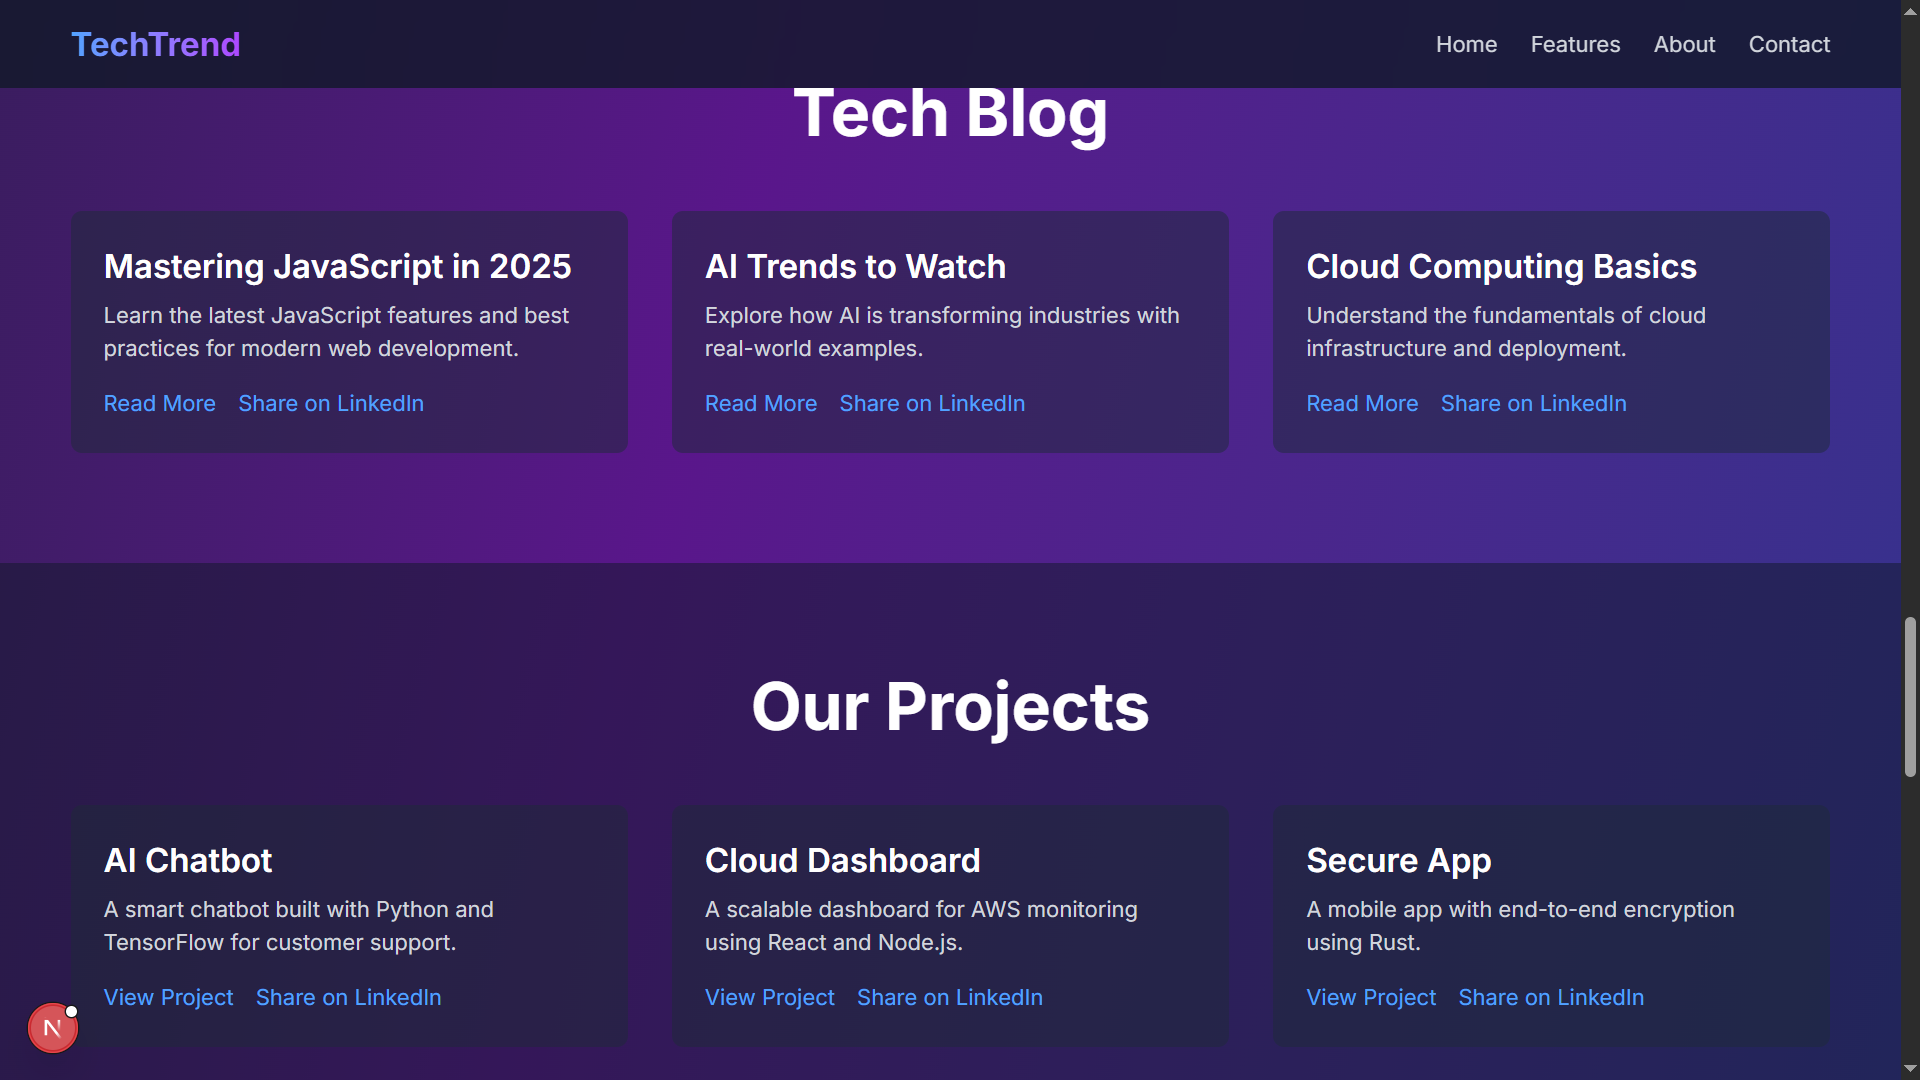 TechTrend
Home Features About Contact
Tech Blog
Mastering JavaScript in 2025
Learn the latest JavaScript features and best
practices for modern web development.
Read More Share on LinkedIn
AI Trends to Watch
Explore how AI is transforming industries with
real-world examples.
Read More Share on LinkedIn
Cloud Computing Basics
Understand the fundamentals of cloud
infrastructure and deployment.
Read More Share on LinkedIn
Our Projects
AI Chatbot
A smart chatbot built with Python and
TensorFlow for customer support.
View Project Share on LinkedIn
Cloud Dashboard
A scalable dashboard for AWS monitoring
using React and Node.js.
View Project Share on LinkedIn
Secure App
A mobile app with end-to-end encryption
using Rust.
View Project Share on LinkedIn
N